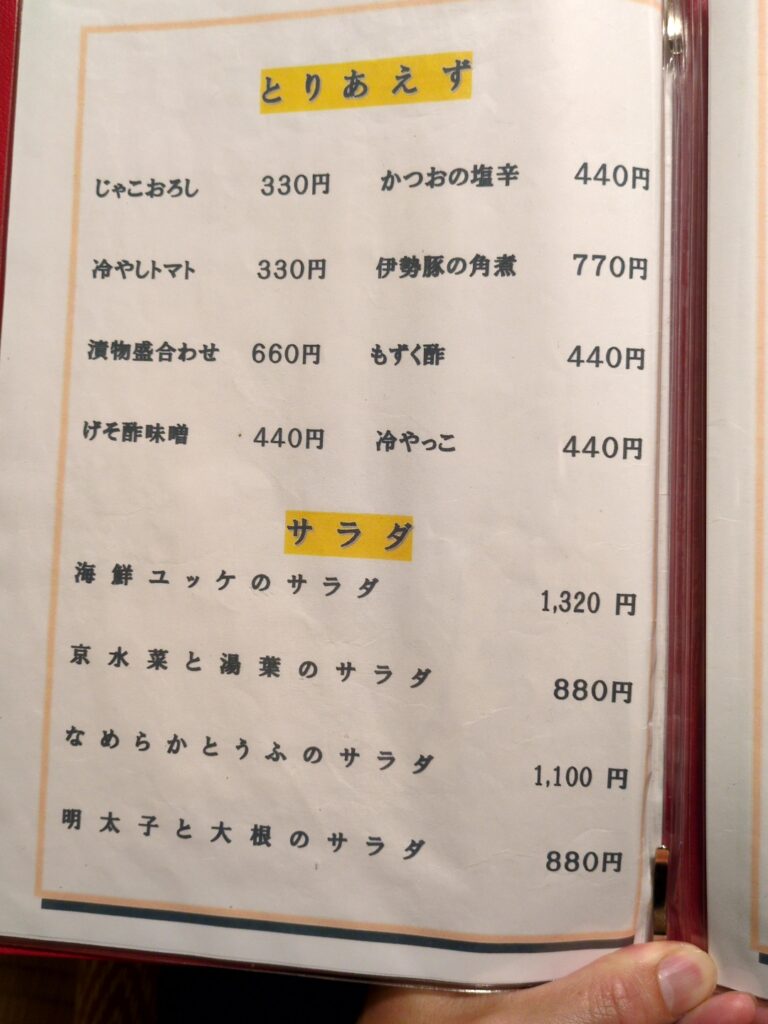 とりあえず
じゃこおろし 330円 かつおの塩辛 440円
冷やしトマト 330円 伊勢豚の角煮 770円
漬物盛合わせ 660円 もずく酢 440円
げそ酢味噌 440円 冷やっこ 440円
サラダ
海鮮ユッケのサラダ 1,320 円
京水菜と湯葉のサラダ 880円
なめらかとうふのサラダ 1,100 円
明太子と大根のサラダ 880円